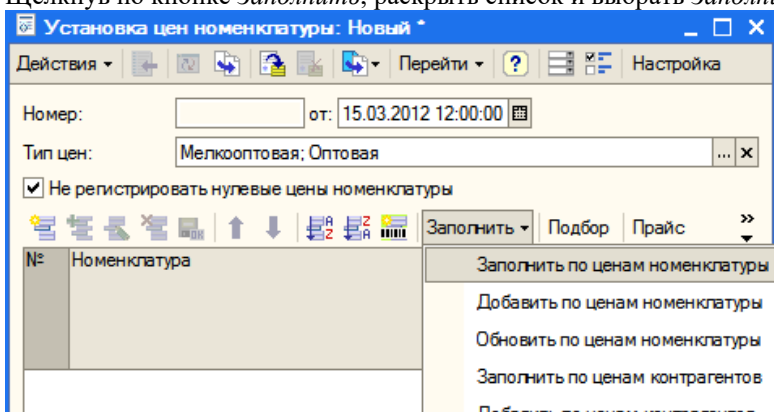 Щелкнув по кнопке Заполнить, раскрыть список и выбрать
Установка цен номенклатуры: Новый *
Действия Перейти ? Настройка
Номер: от: 15.03.2012 12:00:00
Тип цен: Мелкооптовая; Оптовая ... x
Не регистрировать нулевые цены номенклатуры
Заполнить Подбор Прайс »
№ Номенклатура
Заполнить по ценам номенклатуры
Добавить по ценам номенклатуры
Обновить по ценам номенклатуры
Заполнить по ценам контрагентов